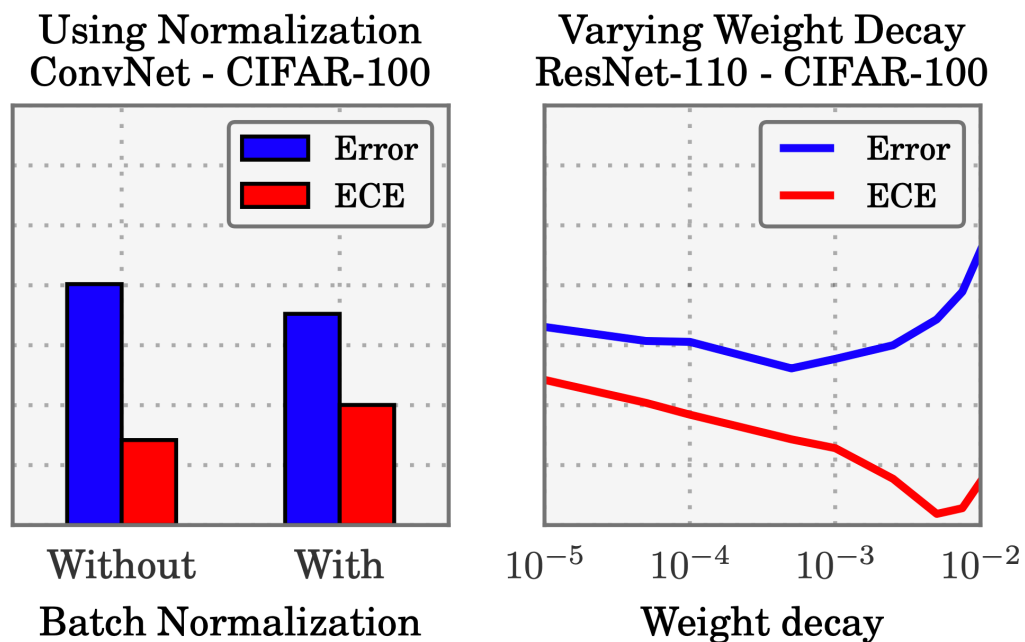 Using Normalization
ConvNet - CIFAR-100
Error
ECE
Without With
Batch Normalization
Varying Weight Decay
ResNet-110 - CIFAR-100
Error
ECE
10⁻⁵ 10⁻⁴ 10⁻³ 10⁻²
Weight decay